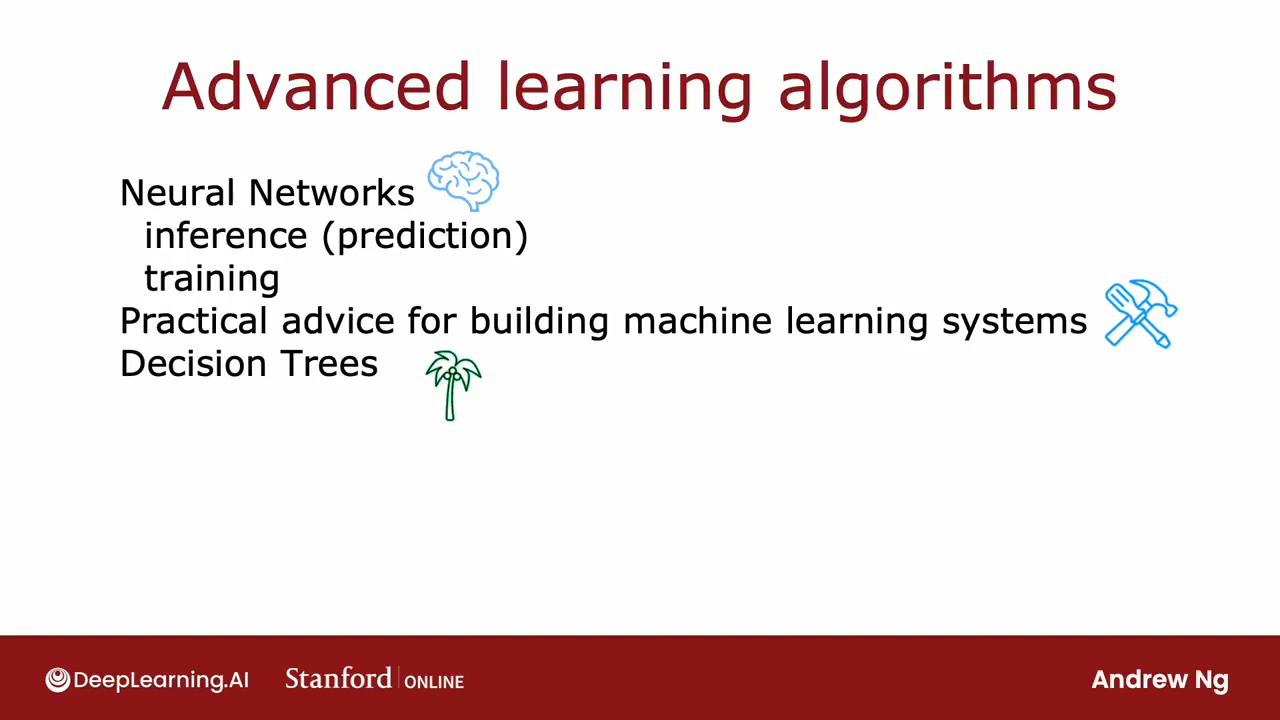 Advanced learning algorithms
Neural Networks
inference (prediction)
training
Practical advice for building machine learning systems
Decision Trees
DeepLearning.AI Stanford ONLINE Andrew Ng